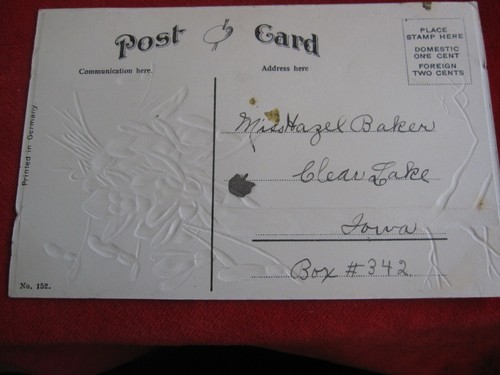 Post Card
Communication here.
Address here
PLACE
STAMP HERE
DOMESTIC
ONE CENT
FOREIGN
TWO CENTS
Printed in Germany
Miss Hazel Baker
Clear Lake
Iowa
Box # 342
No. 152.